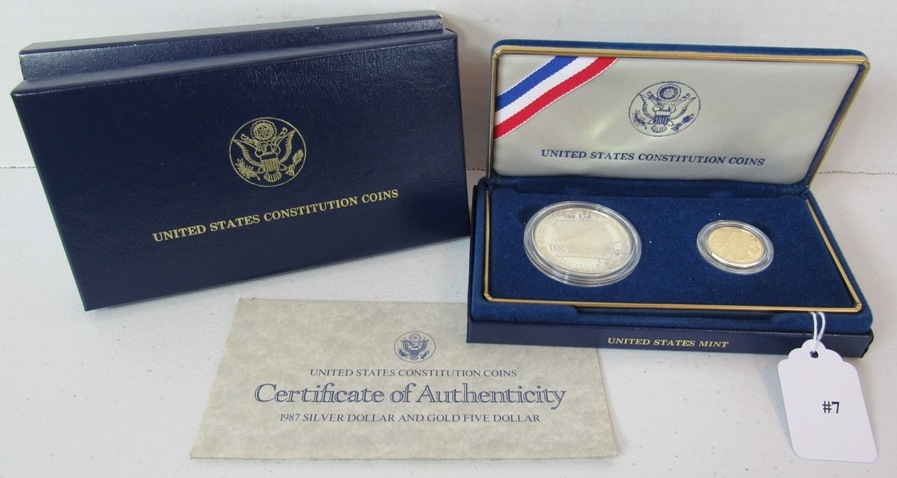 UNITED STATES CONSTITUTION COINS
UNITED STATES CONSTITUTION COINS
UNITED STATES MINT
#7
UNITED STATES CONSTITUTION COINS
Certificate of Authenticity
1987 SILVER DOLLAR AND GOLD FIVE DOLLAR